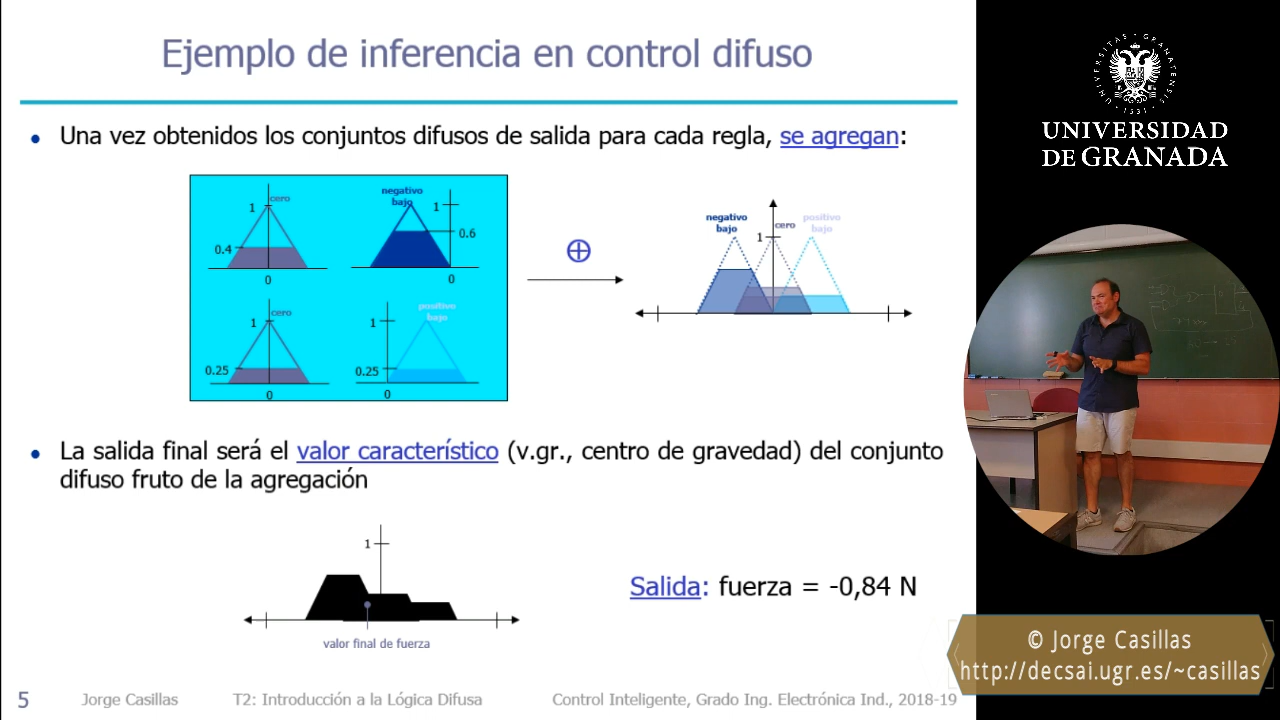 Ejemplo de inferencia en control difuso
Una vez obtenidos los conjuntos difusos de salida para cada regla, se agregan:
cero
1
0.4
0
negativo
bajo
1
0.6
0
cero
1
0.25
0
positivo
bajo
1
0.25
0
⊕
negativo
bajo
cero
positivo
bajo
1
La salida final será el valor característico (v.gr., centro de gravedad) del conjunto
difuso fruto de la agregación
1
valor final de fuerza
Salida: fuerza = -0,84 N
5
Jorge Casillas
T2: Introducción a la Lógica Difusa
Control Inteligente, Grado Ing. Electrónica Ind., 2018-19
UNIVERSITAS · GRANATENSIS · 1531 ·
UNIVERSIDAD
DE GRANADA
© Jorge Casillas
http://decsai.ugr.es/~casillas